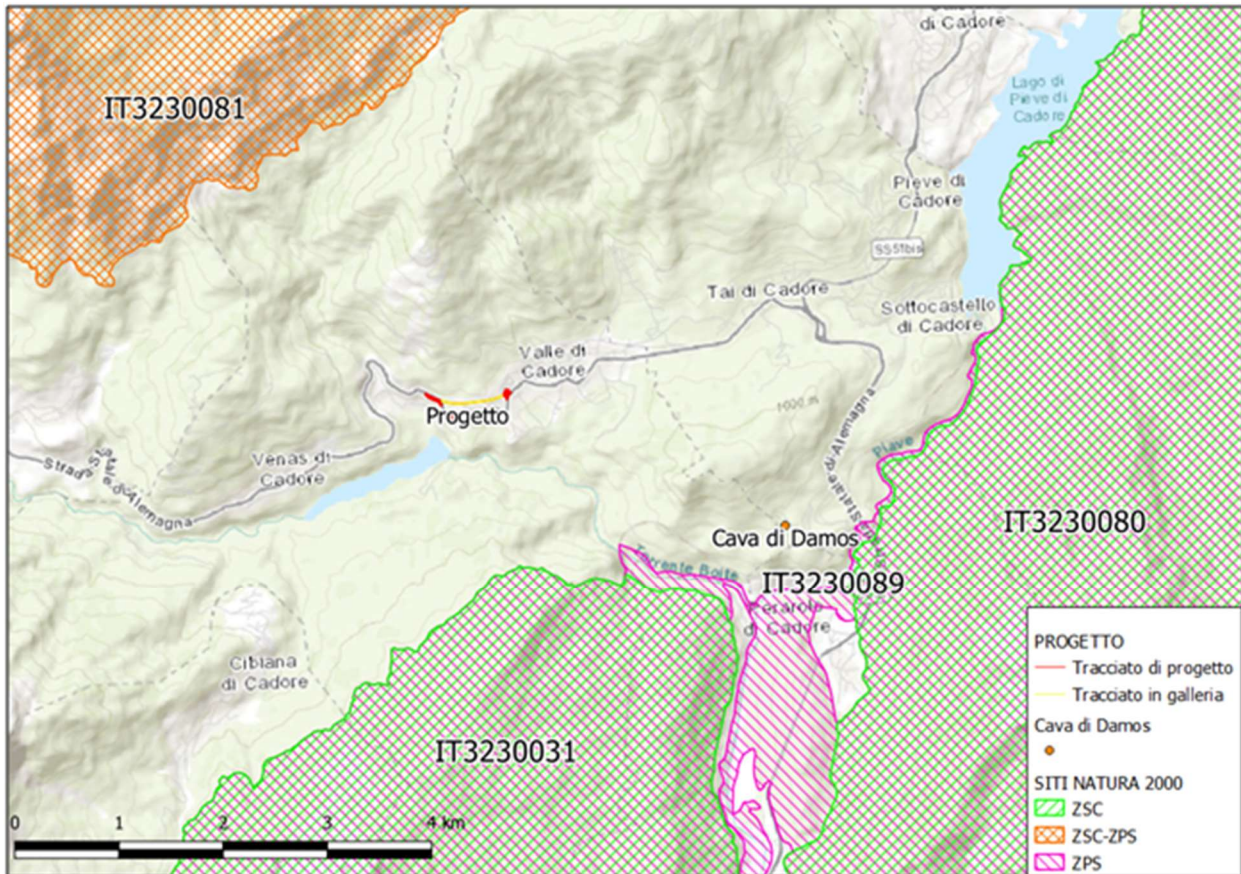 di Cadore
IT3230081
Lago di
Pieve di
Cadore
Pieve di
Cadore
SS51bis
Tai di Cadore
Sottocastello
di Cadore
Valle di
Cadore
Progetto
1000 m
Venas di
Cadore
Strada Statale di Alemagna
Statale di Alemagna
Piave
IT3230080
Cava di Damos
Torrente Boite
IT3230089
Perarolo
di Cadore
Cibiana
di Cadore
IT3230031
0 1 2 3 4 km
PROGETTO
Tracciato di progetto
Tracciato in galleria
Cava di Damos
SITI NATURA 2000
ZSC
ZSC-ZPS
ZPS